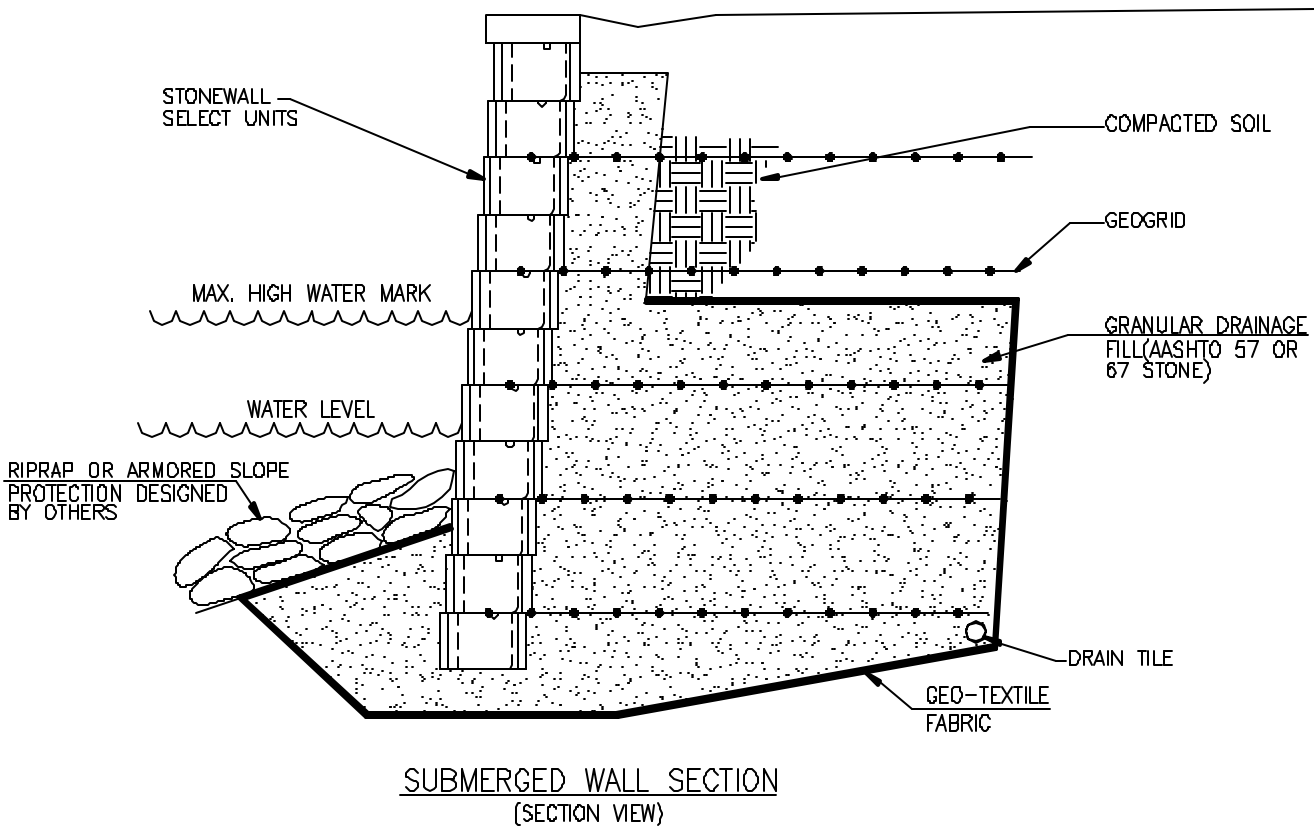 STONEWALL
SELECT UNITS
COMPACTED SOIL
GEOGRID
MAX. HIGH WATER MARK
GRANULAR DRAINAGE
FILL(AASHTO 57 OR
67 STONE)
WATER LEVEL
RIPRAP OR ARMORED SLOPE
PROTECTION DESIGNED
BY OTHERS
DRAIN TILE
GEO-TEXTILE
FABRIC
SUBMERGED WALL SECTION
(SECTION VIEW)